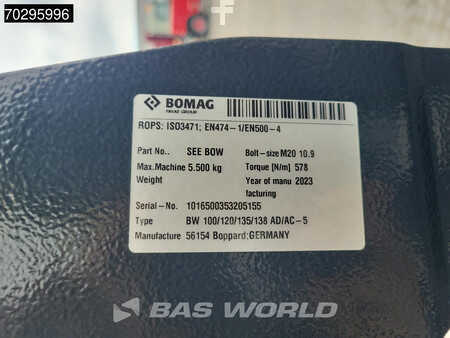 70295996
BOMAG
FAYAT GROUP
ROPS: ISO3471; EN474-1/EN500-4
Part No.. SEE BOW Bolt-size M20 10.9
Max.Machine 5.500 kg Torque [N/m] 578
Weight Year of manu 2023
facturing
Serial-No. 1016500353205155
Type BW 100/120/135/138 AD/AC-5
Manufacture 56154 Boppard;GERMANY
BAS WORLD